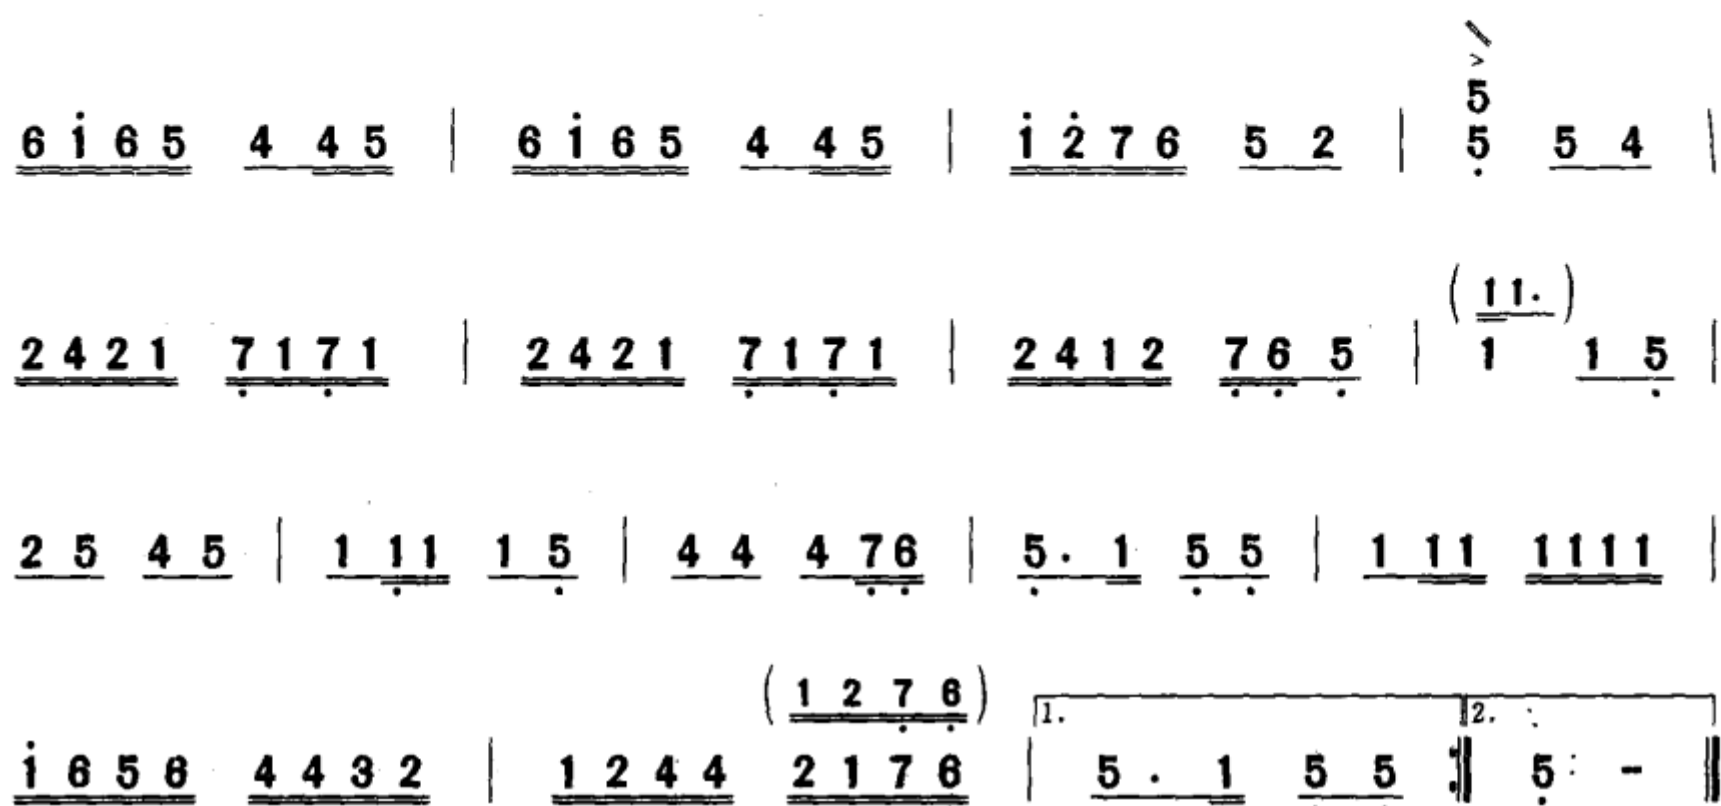 6 i 6 5 4 4 5 | 6 i 6 5 4 4 5 | i 2̇ 7 6 5 2 | 5 5̣ 5 4 |
2 4 2 1 7̣ 1 7̣ 1 | 2 4 2 1 7̣ 1 7̣ 1 | 2 4 1 2 7̣ 6̣ 5̣ | ( 1 1. ) 1 1 5̣ |
2 5 4 5 | 1 1̣ 1 1 5̣ | 4 4 4 7̣ 6̣ | 5̣ . 1 5̣ 5̣ | 1 1 1 1 1 1 1 |
( 1 2 7̣ 6̣ ) 1. 2.
i 6 5 6 4 4 3 2 | 1 2 4 4 2 1 7 6 | 5 . 1 5 5 :‖ 5̣ - ‖